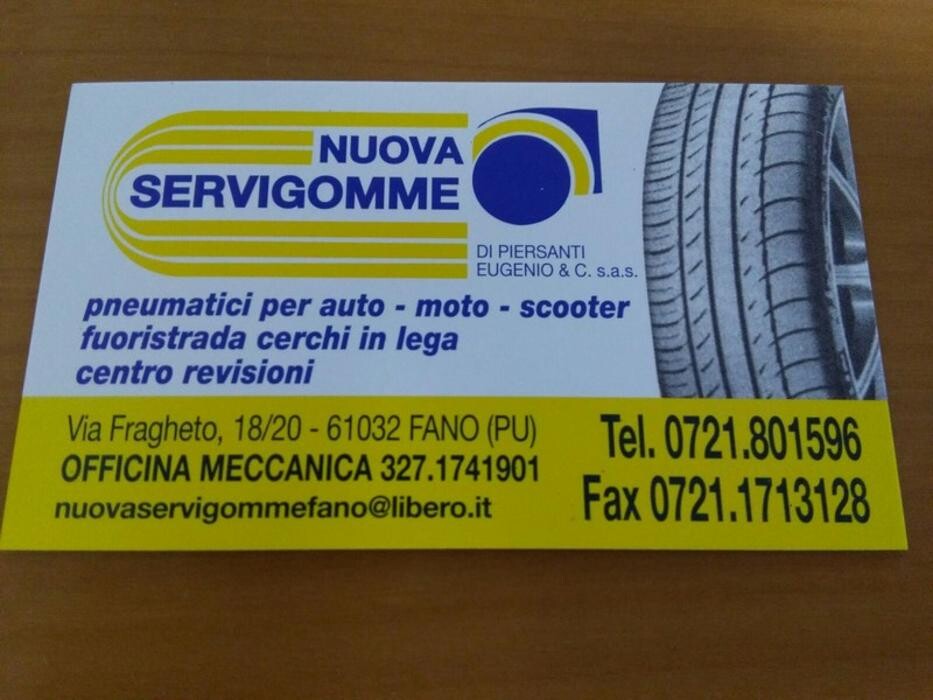 NUOVA
SERVIGOMME
DI PIERSANTI
EUGENIO & C. s.a.s.
pneumatici per auto - moto - scooter
fuoristrada cerchi in lega
centro revisioni
Via Fragheto, 18/20 - 61032 FANO (PU)
OFFICINA MECCANICA 327.1741901
nuovaservigommefano@libero.it
Tel. 0721.801596
Fax 0721.1713128